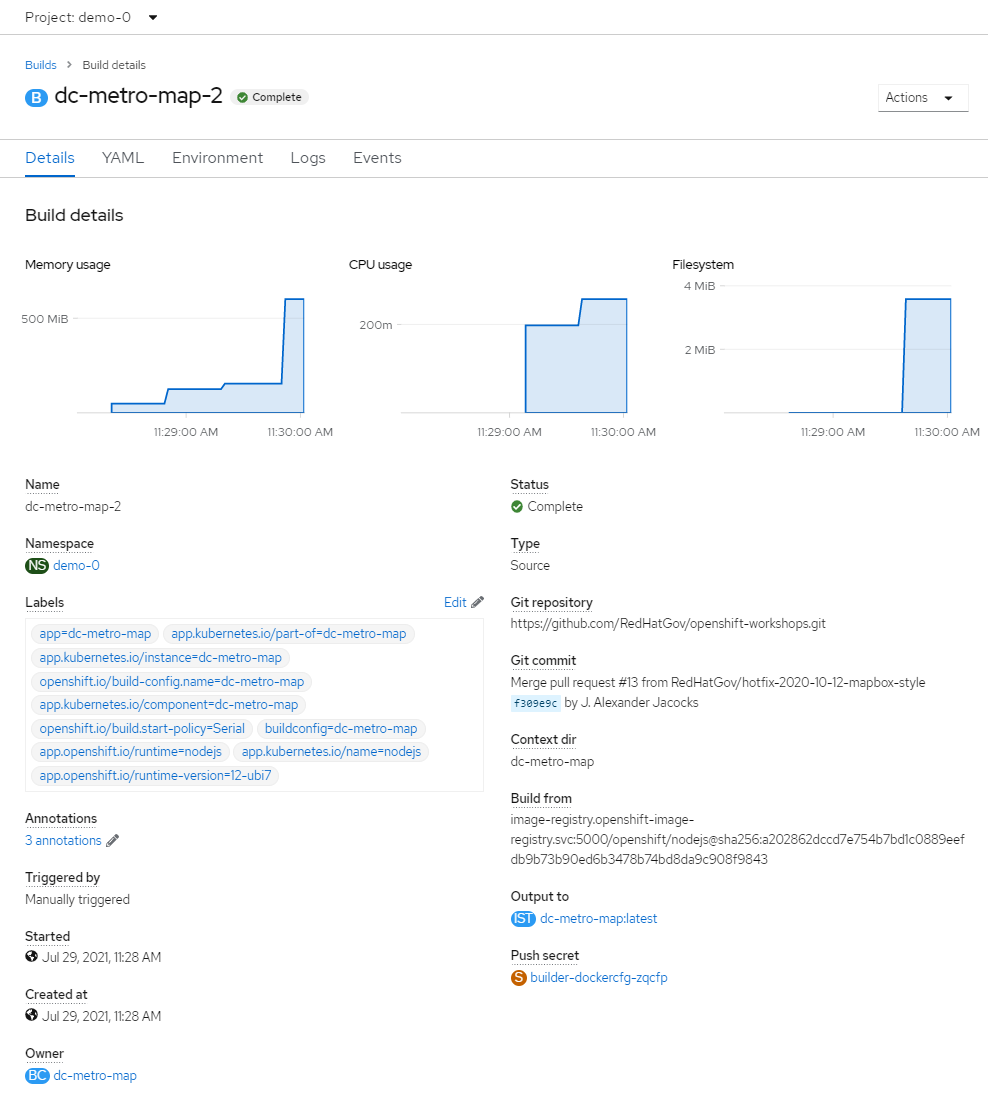 Project: demo-0
Builds > Build details
B dc-metro-map-2 Complete
Actions
Details YAML Environment Logs Events
Build details
Memory usage
500 MiB
11:29:00 AM 11:30:00 AM
CPU usage
200m
11:29:00 AM 11:30:00 AM
Filesystem
4 MiB
2 MiB
11:29:00 AM 11:30:00 AM
Name
dc-metro-map-2
Namespace
NS demo-0
Labels Edit
app=dc-metro-map app.kubernetes.io/part-of=dc-metro-map
app.kubernetes.io/instance=dc-metro-map
openshift.io/build-config.name=dc-metro-map
app.kubernetes.io/component=dc-metro-map
openshift.io/build.start-policy=Serial buildconfig=dc-metro-map
app.openshift.io/runtime=nodejs app.kubernetes.io/name=nodejs
app.openshift.io/runtime-version=12-ubi7
Annotations
3 annotations
Triggered by
Manually triggered
Started
Jul 29, 2021, 11:28 AM
Created at
Jul 29, 2021, 11:28 AM
Owner
BC dc-metro-map
Status
Complete
Type
Source
Git repository
https://github.com/RedHatGov/openshift-workshops.git
Git commit
Merge pull request #13 from RedHatGov/hotfix-2020-10-12-mapbox-style
f309e9c by J. Alexander Jacocks
Context dir
dc-metro-map
Build from
image-registry.openshift-image-
registry.svc:5000/openshift/nodejs@sha256:a202862dccd7e754b7bd1c0889eef
db9b73b90ed6b3478b74bd8da9c908f9843
Output to
IST dc-metro-map:latest
Push secret
S builder-dockercfg-zqcfp